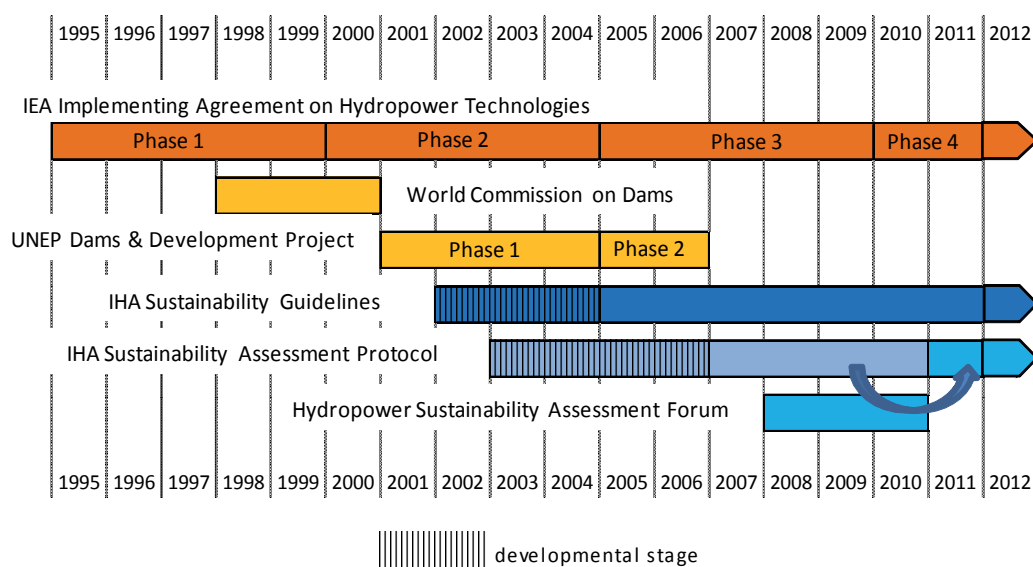 1995 1996 1997 1998 1999 2000 2001 2002 2003 2004 2005 2006 2007 2008 2009 2010 2011 2012
IEA Implementing Agreement on Hydropower Technologies
Phase 1 Phase 2 Phase 3 Phase 4
World Commission on Dams
UNEP Dams & Development Project
Phase 1 Phase 2
IHA Sustainability Guidelines
IHA Sustainability Assessment Protocol
Hydropower Sustainability Assessment Forum
1995 1996 1997 1998 1999 2000 2001 2002 2003 2004 2005 2006 2007 2008 2009 2010 2011 2012
developmental stage